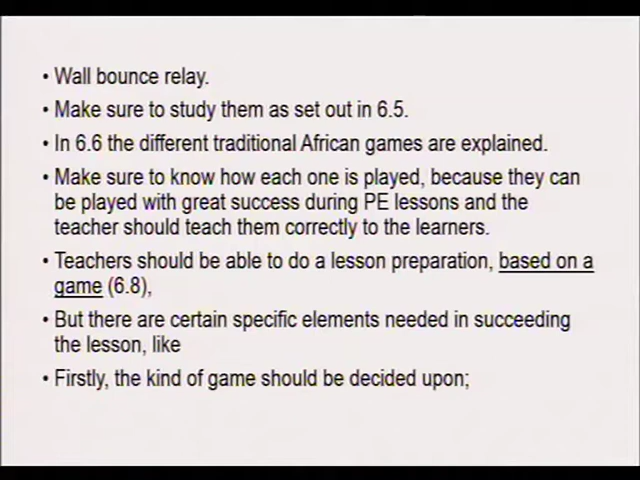 • Wall bounce relay.
• Make sure to study them as set out in 6.5.
• In 6.6 the different traditional African games are explained.
• Make sure to know how each one is played, because they can
be played with great success during PE lessons and the
teacher should teach them correctly to the learners.
• Teachers should be able to do a lesson preparation, based on a
game (6.8),
• But there are certain specific elements needed in succeeding
the lesson, like
• Firstly, the kind of game should be decided upon;